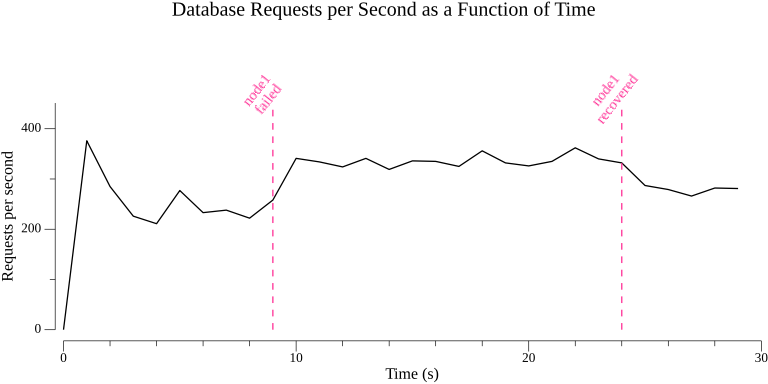 Database Requests per Second as a Function of Time
node1
failed
node1
recovered
Requests per second
400
200
0
0
10
20
30
Time (s)